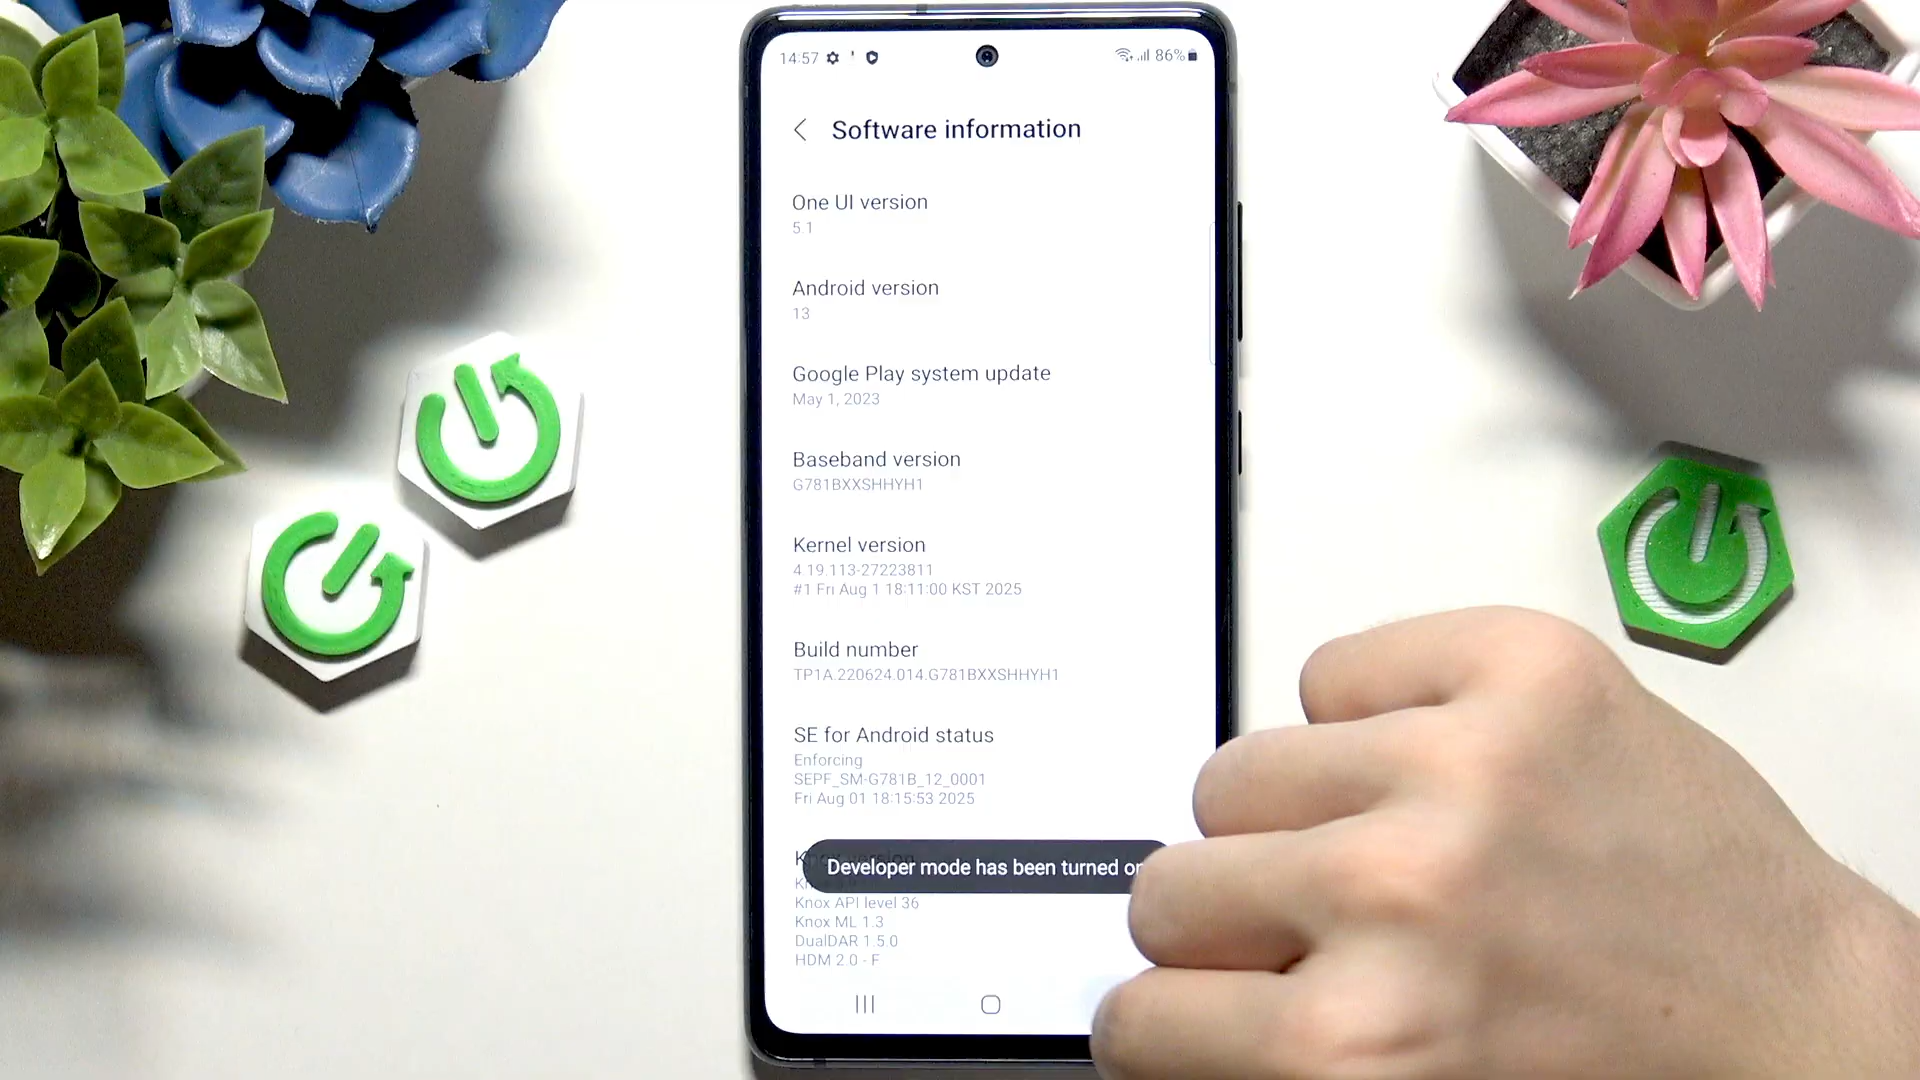 14:57
86%
Software information
One UI version
5.1
Android version
13
Google Play system update
May 1, 2023
Baseband version
G781BXXSHHYH1
Kernel version
4.19.113-27223811
#1 Fri Aug 1 18:11:00 KST 2025
Build number
TP1A.220624.014.G781BXXSHHYH1
SE for Android status
Enforcing
SEPF_SM-G781B_12_0001
Fri Aug 01 18:15:53 2025
Developer mode has been turned on
Knox API level 36
Knox ML 1.3
DualDAR 1.5.0
HDM 2.0 - F